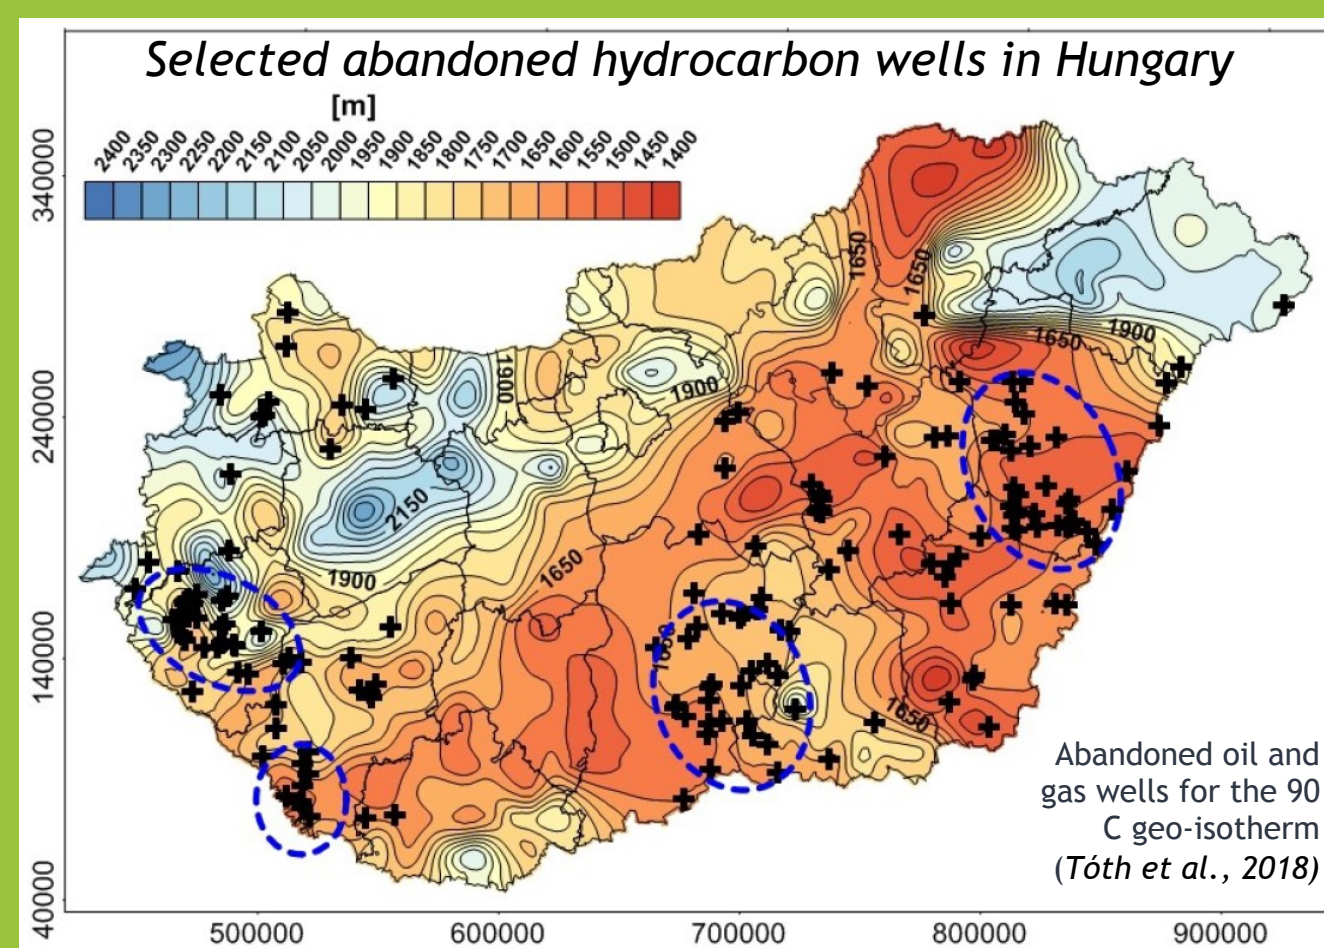 Selected abandoned hydrocarbon wells in Hungary
[m]
2400 2350 2300 2250 2200 2150 2100 2050 2000 1950 1900 1850 1800 1750 1700 1650 1600 1550 1500 1450 1400
340000
1650
1650
1650
1900
1900
1900
240000
2150
1900
1650
1650
140000
1650
Abandoned oil and
gas wells for the 90
C geo-isotherm
(Tóth et al., 2018)
400000
500000 600000 700000 800000 900000